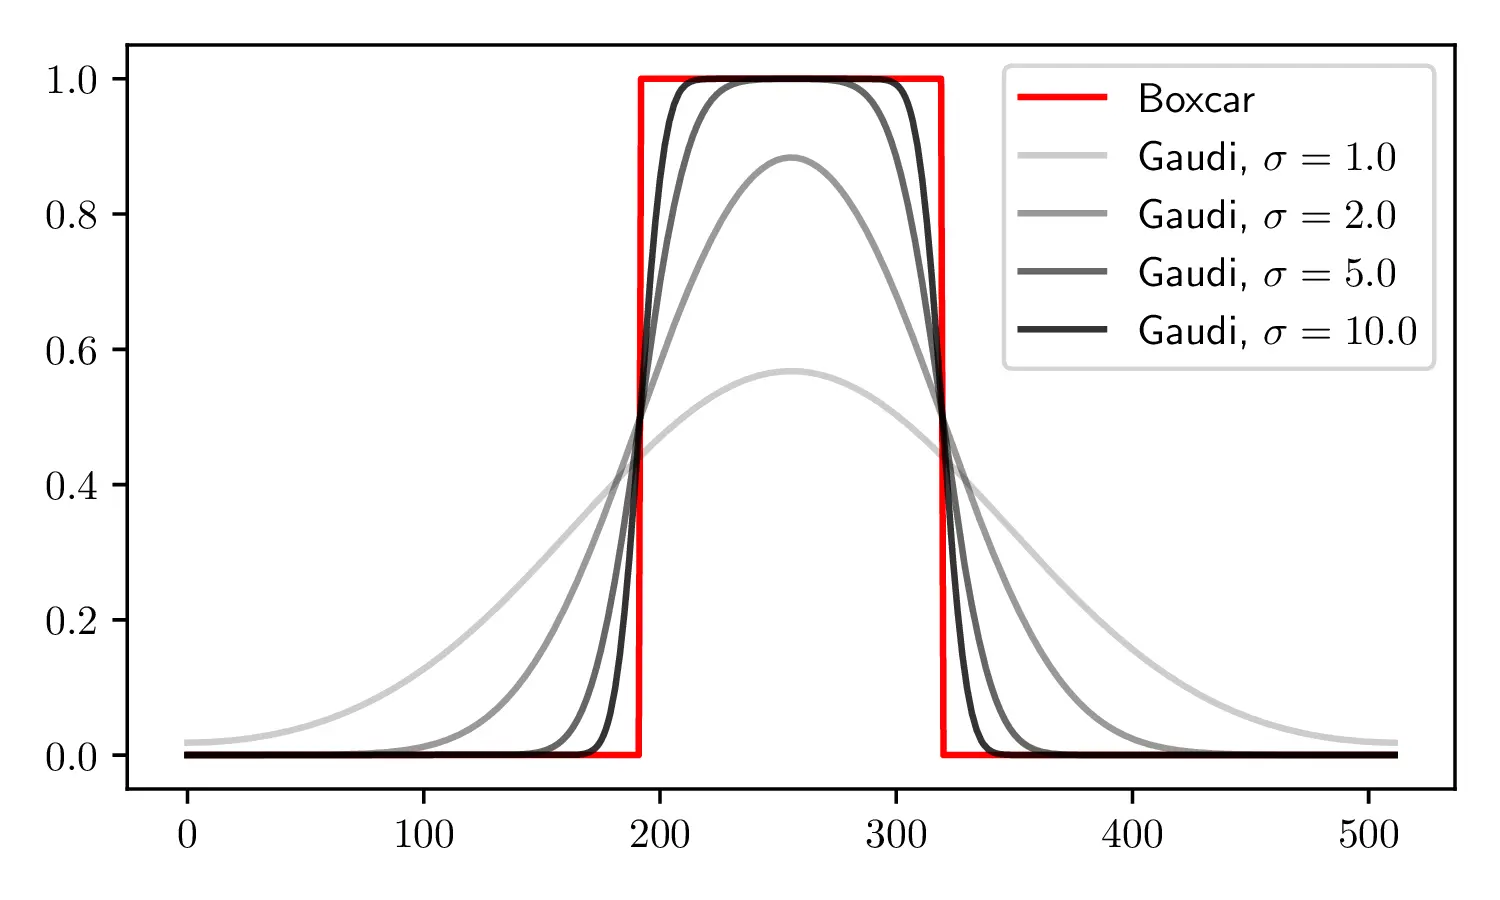 1.0
0.8
0.6
0.4
0.2
0.0
0 100 200 300 400 500
Boxcar
Gaudi, σ = 1.0
Gaudi, σ = 2.0
Gaudi, σ = 5.0
Gaudi, σ = 10.0